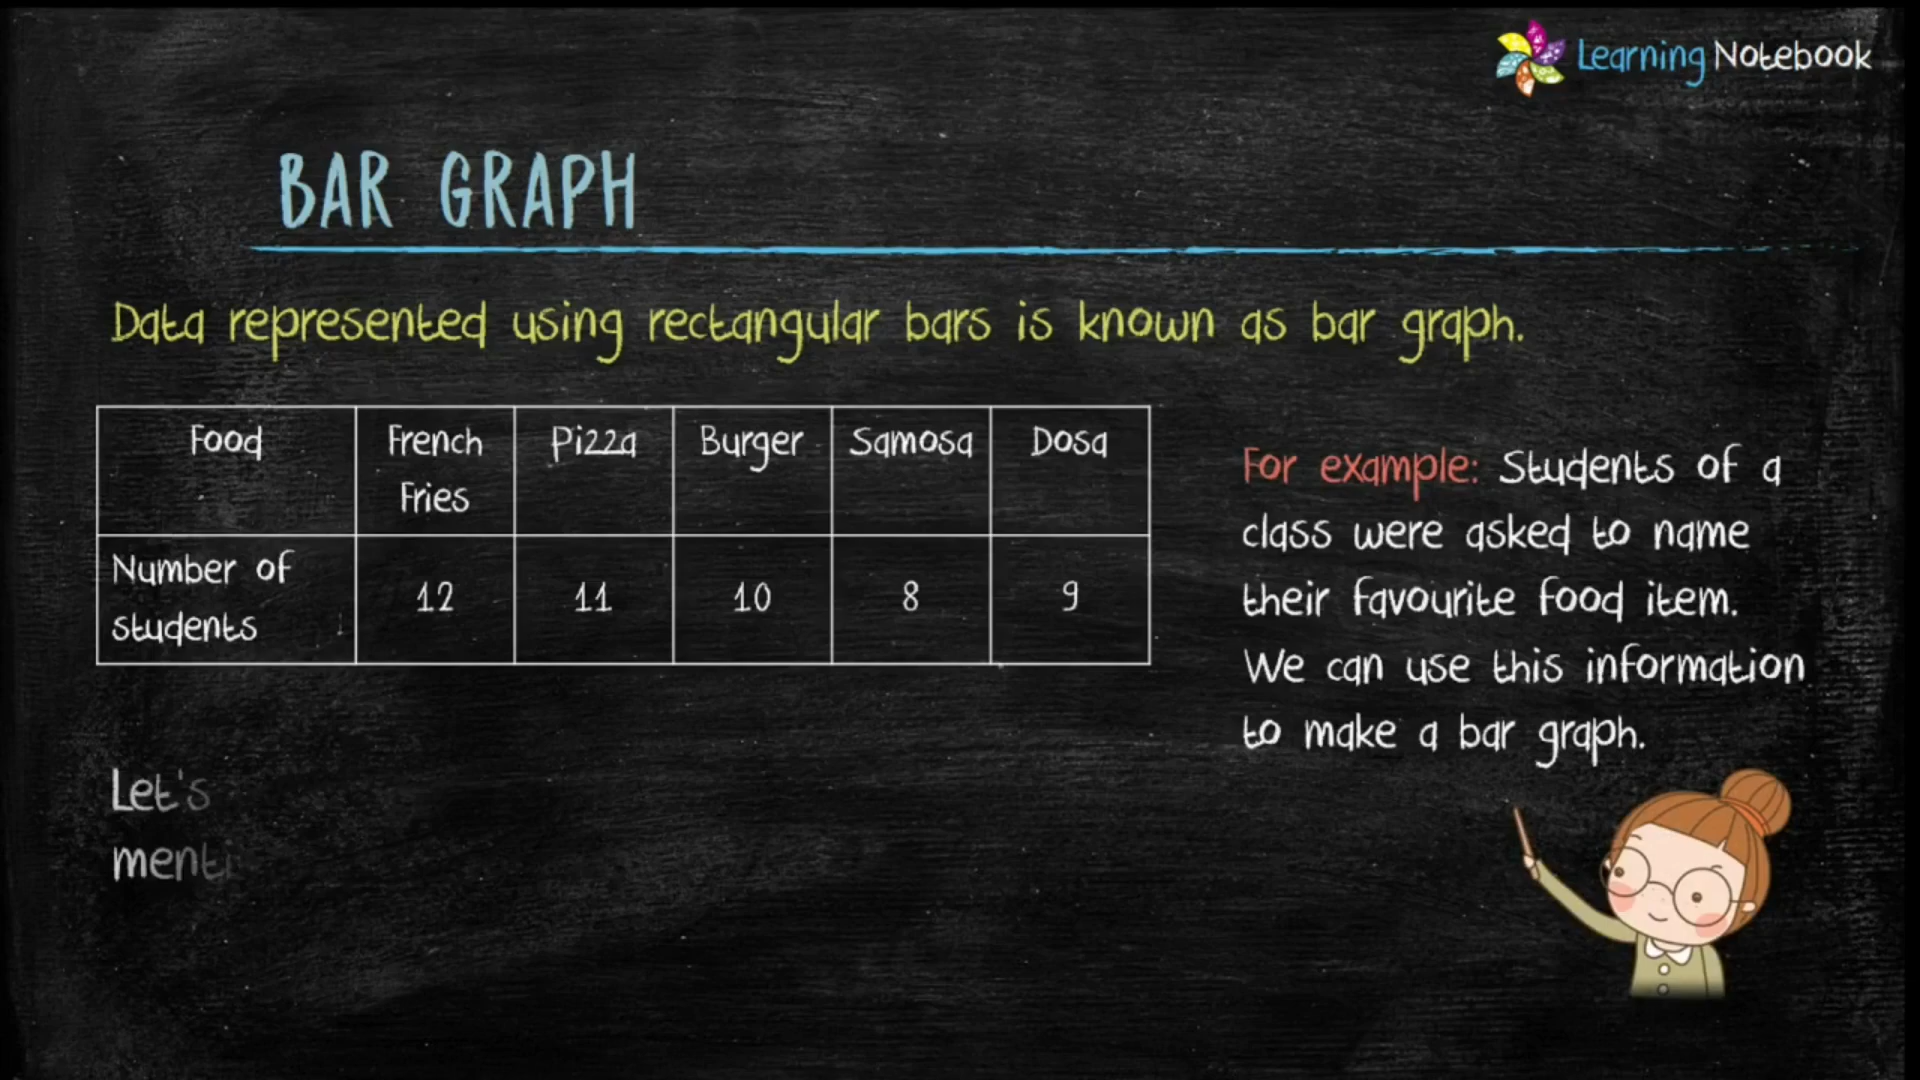 Learning Notebook
BAR GRAPH
Data represented using rectangular bars is known as bar graph.
Food French Fries Pizza Burger Samosa Dosa
Number of students 12 11 10 8 9
For example: Students of a
class were asked to name
their favourite food item.
We can use this information
to make a bar graph.
Let's